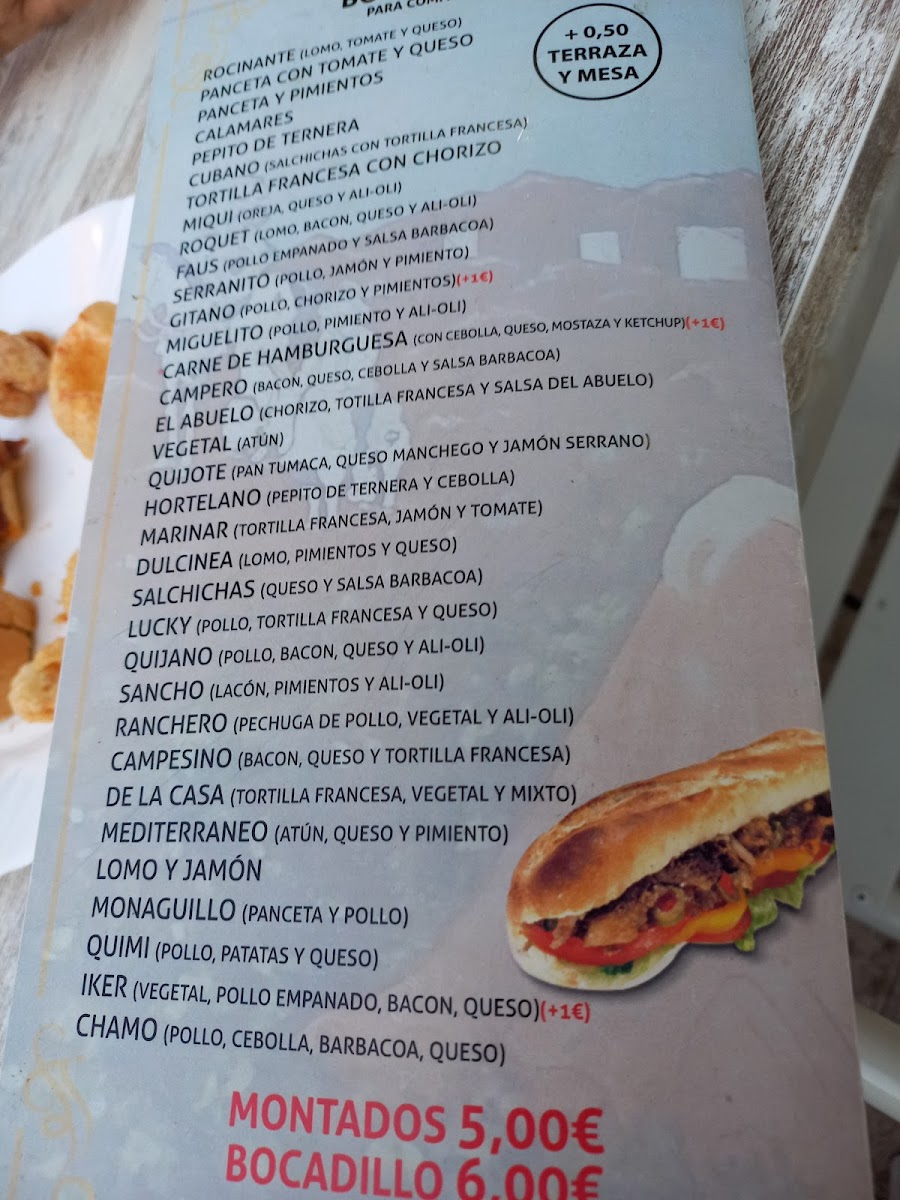 PARA
+ 0,50
TERRAZA
Y MESA
ROCINANTE (LOMO, TOMATE Y QUESO)
PANCETA CON TOMATE Y QUESO
PANCETA Y PIMIENTOS
CALAMARES
PEPITO DE TERNERA
CUBANO (SALCHICHAS CON TORTILLA FRANCESA)
TORTILLA FRANCESA CON CHORIZO
MIQUI (OREJA, QUESO Y ALI-OLI)
ROQUET (LOMO, BACON, QUESO Y ALI-OLI)
FAUS (POLLO EMPANADO Y SALSA BARBACOA)
SERRANITO (POLLO, JAMÓN Y PIMIENTO)
GITANO (POLLO, CHORIZO Y PIMIENTOS)(+1€)
MIGUELITO (POLLO, PIMIENTO Y ALI-OLI)
CARNE DE HAMBURGUESA (CON CEBOLLA, QUESO, MOSTAZA Y KETCHUP)(+1€)
CAMPERO (BACON, QUESO, CEBOLLA Y SALSA BARBACOA)
EL ABUELO (CHORIZO, TOTILLA FRANCESA Y SALSA DEL ABUELO)
VEGETAL (ATÚN)
QUIJOTE (PAN TUMACA, QUESO MANCHEGO Y JAMÓN SERRANO)
HORTELANO (PEPITO DE TERNERA Y CEBOLLA)
MARINAR (TORTILLA FRANCESA, JAMÓN Y TOMATE)
DULCINEA (LOMO, PIMIENTOS Y QUESO)
SALCHICHAS (QUESO Y SALSA BARBACOA)
LUCKY (POLLO, TORTILLA FRANCESA Y QUESO)
QUIJANO (POLLO, BACON, QUESO Y ALI-OLI)
SANCHO (LACÓN, PIMIENTOS Y ALI-OLI)
RANCHERO (PECHUGA DE POLLO, VEGETAL Y ALI-OLI)
CAMPESINO (BACON, QUESO Y TORTILLA FRANCESA)
DE LA CASA (TORTILLA FRANCESA, VEGETAL Y MIXTO)
MEDITERRANEO (ATÚN, QUESO Y PIMIENTO)
LOMO Y JAMÓN
MONAGUILLO (PANCETA Y POLLO)
QUIMI (POLLO, PATATAS Y QUESO)
IKER (VEGETAL, POLLO EMPANADO, BACON, QUESO)(+1€)
CHAMO (POLLO, CEBOLLA, BARBACOA, QUESO)
MONTADOS 5,00€
BOCADILLO 6,00€